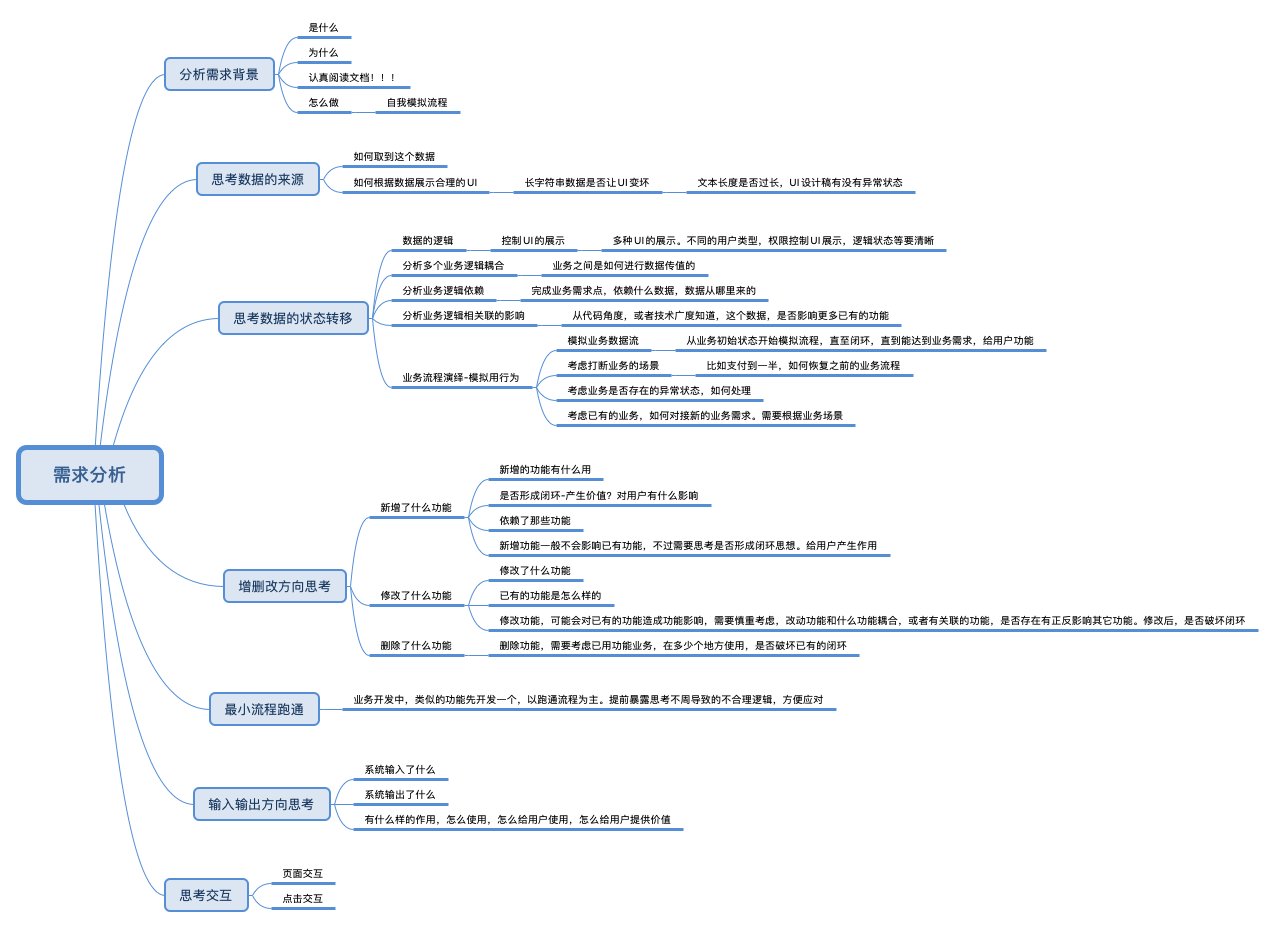 需求分析
分析需求背景
是什么
为什么
认真阅读文档！！！
怎么做
自我模拟流程
思考数据的来源
如何取到这个数据
如何根据数据展示合理的UI
长字符串数据是否让UI变坏
文本长度是否过长，UI设计稿有没有异常状态
思考数据的状态转移
数据的逻辑
控制UI的展示
多种UI的展示。不同的用户类型，权限控制UI展示，逻辑状态等要清晰
分析多个业务逻辑耦合
业务之间是如何进行数据传值的
分析业务逻辑依赖
完成业务需求点，依赖什么数据，数据从哪里来的
分析业务逻辑相关联的影响
从代码角度，或者技术广度知道，这个数据，是否影响更多已有的功能
业务流程演绎-模拟用行为
模拟业务数据流
从业务初始状态开始模拟流程，直至闭环，直到能达到业务需求，给用户功能
考虑打断业务的场景
比如支付到一半，如何恢复之前的业务流程
考虑业务是否存在的异常状态，如何处理
考虑已有的业务，如何对接新的业务需求。需要根据业务场景
增删改方向思考
新增了什么功能
新增的功能有什么用
是否形成闭环-产生价值？对用户有什么影响
依赖了那些功能
新增功能一般不会影响已有功能，不过需要思考是否形成闭环思想。给用户产生作用
修改了什么功能
修改了什么功能
已有的功能是怎么样的
修改功能，可能会对已有的功能造成功能影响，需要慎重考虑，改动功能和什么功能耦合，或者有关联的功能，是否存在有正反影响其它功能。修改后，是否破坏闭环
删除了什么功能
删除功能，需要考虑已用功能业务，在多少个地方使用，是否破坏已有的闭环
最小流程跑通
业务开发中，类似的功能先开发一个，以跑通流程为主。提前暴露思考不周导致的不合理逻辑，方便应对
输入输出方向思考
系统输入了什么
系统输出了什么
有什么样的作用，怎么使用，怎么给用户使用，怎么给用户提供价值
思考交互
页面交互
点击交互